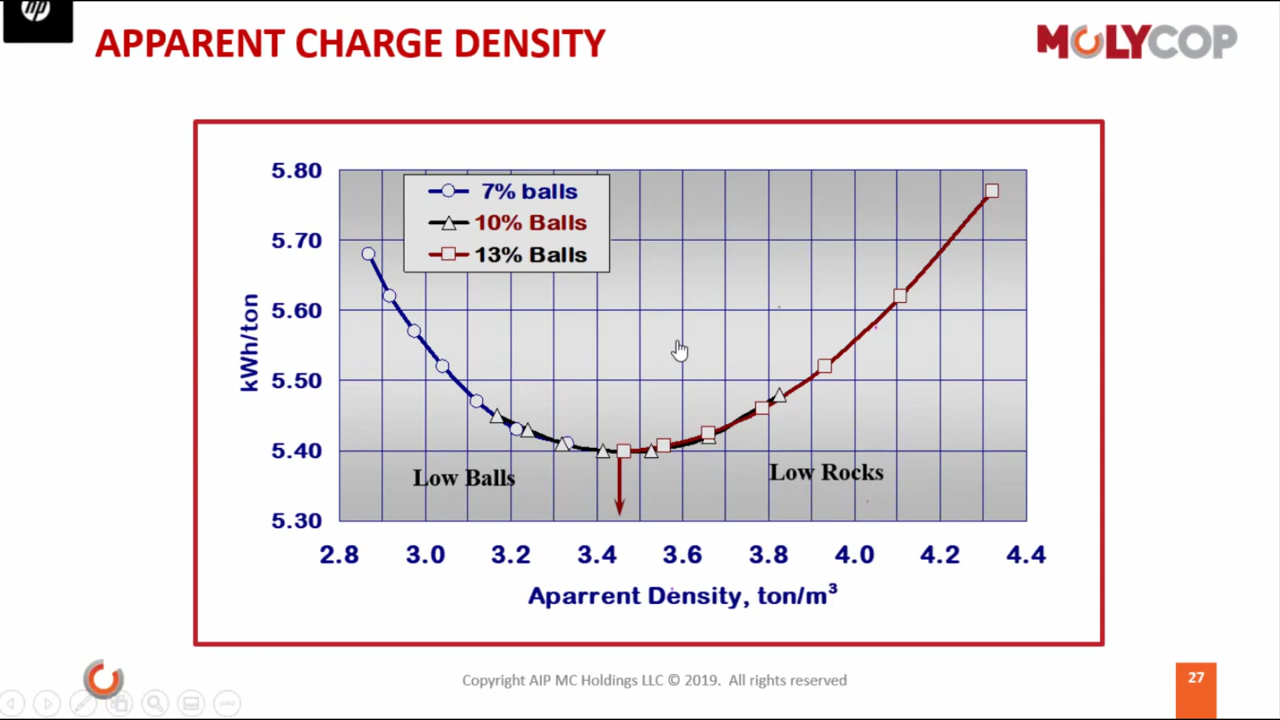 hp
APPARENT CHARGE DENSITY
MOLYCOP
5.80
5.70
5.60
5.50
5.40
5.30
kWh/ton
7% balls
10% Balls
13% Balls
Low Balls
Low Rocks
2.8 3.0 3.2 3.4 3.6 3.8 4.0 4.2 4.4
Aparrent Density, ton/m³
Copyright AIP MC Holdings LLC © 2019. All rights reserved
27